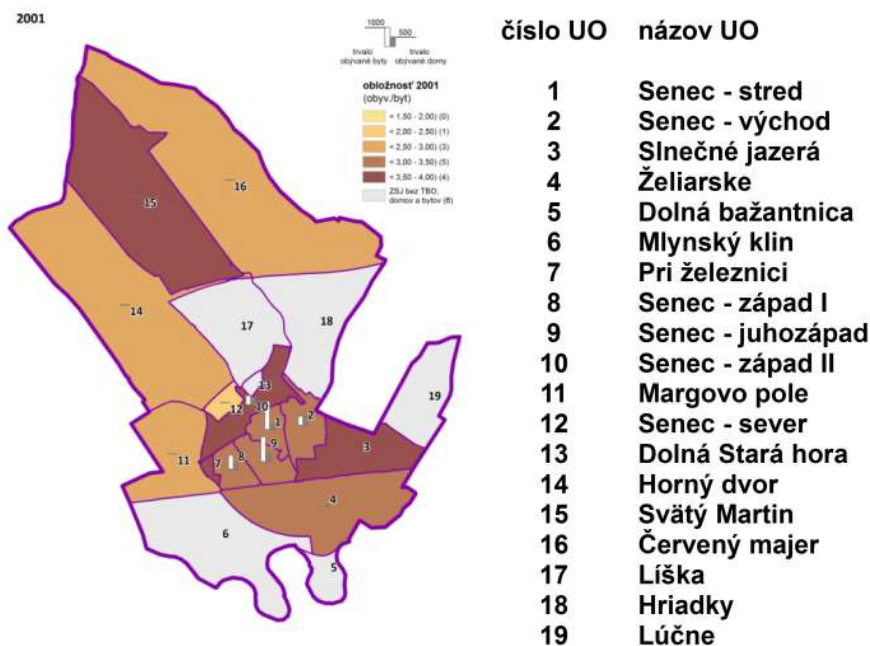 2001
1000
500
trvalo trvalo
obývané byty obývané domy
obložnosť 2001
(obyv./byt)
< 1,50 - 2,00) (0)
< 2,00 - 2,50) (1)
< 2,50 - 3,00) (3)
< 3,00 - 3,50) (5)
< 3,50 - 4,00) (4)
ZSJ bez TBO,
domov a bytov (6)
16
15
14
17
18
19
13
12
10
1
2
9
3
7
8
11
4
6
5
číslo UO názov UO
1 Senec - stred
2 Senec - východ
3 Slnečné jazerá
4 Želiarske
5 Dolná bažantnica
6 Mlynský klin
7 Pri železnici
8 Senec - západ I
9 Senec - juhozápad
10 Senec - západ II
11 Margovo pole
12 Senec - sever
13 Dolná Stará hora
14 Horný dvor
15 Svätý Martin
16 Červený majer
17 Líška
18 Hriadky
19 Lúčne